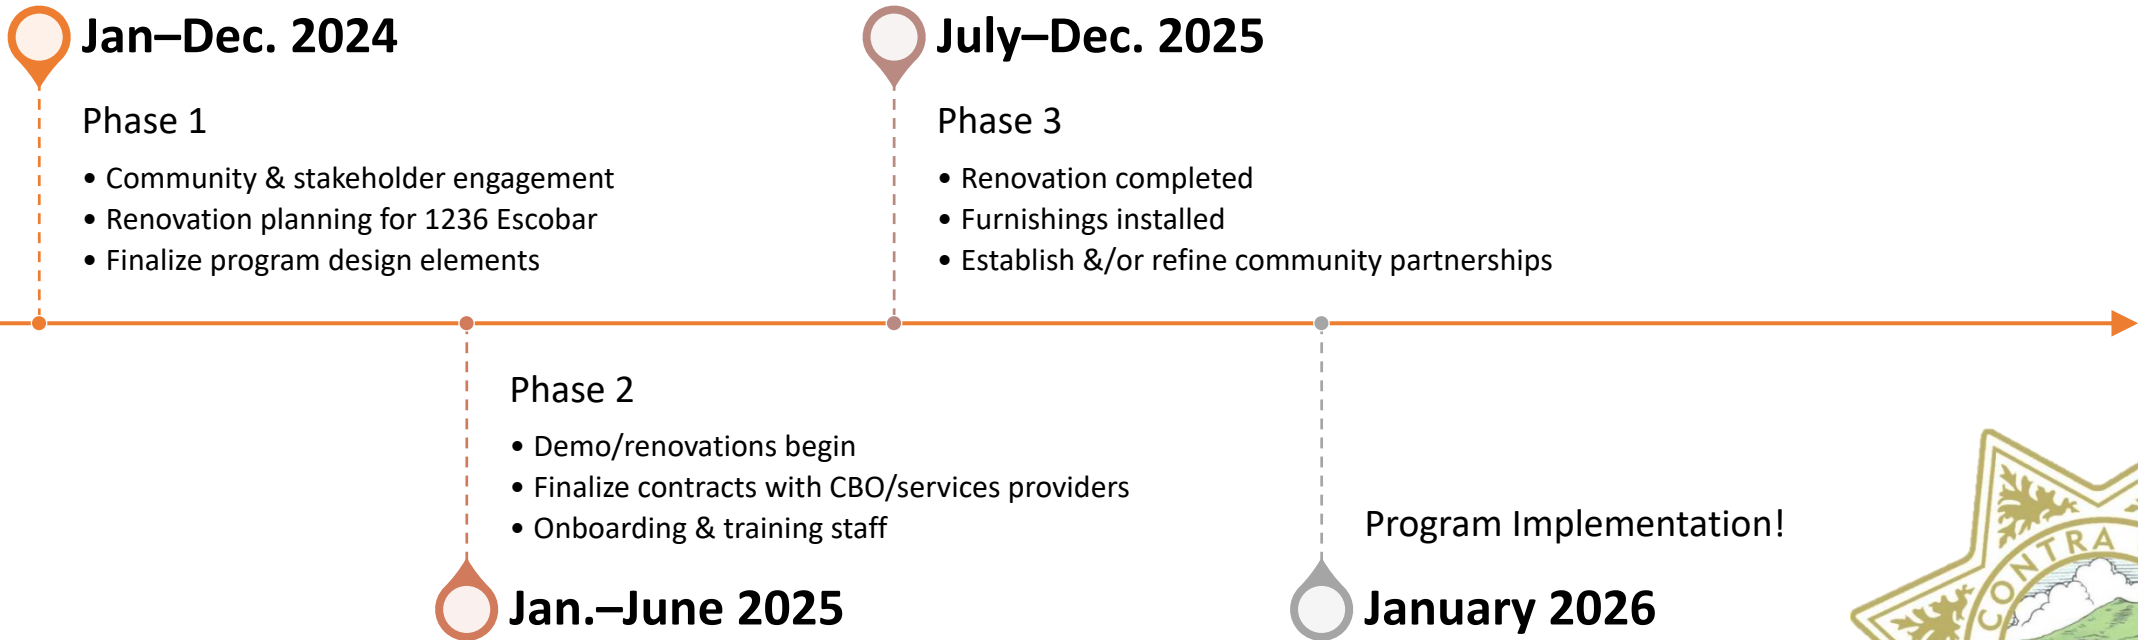 Jan–Dec. 2024
Phase 1
• Community & stakeholder engagement
• Renovation planning for 1236 Escobar
• Finalize program design elements
Phase 2
• Demo/renovations begin
• Finalize contracts with CBO/services providers
• Onboarding & training staff
Jan.–June 2025
July–Dec. 2025
Phase 3
• Renovation completed
• Furnishings installed
• Establish &/or refine community partnerships
Program Implementation!
January 2026
CONTRA